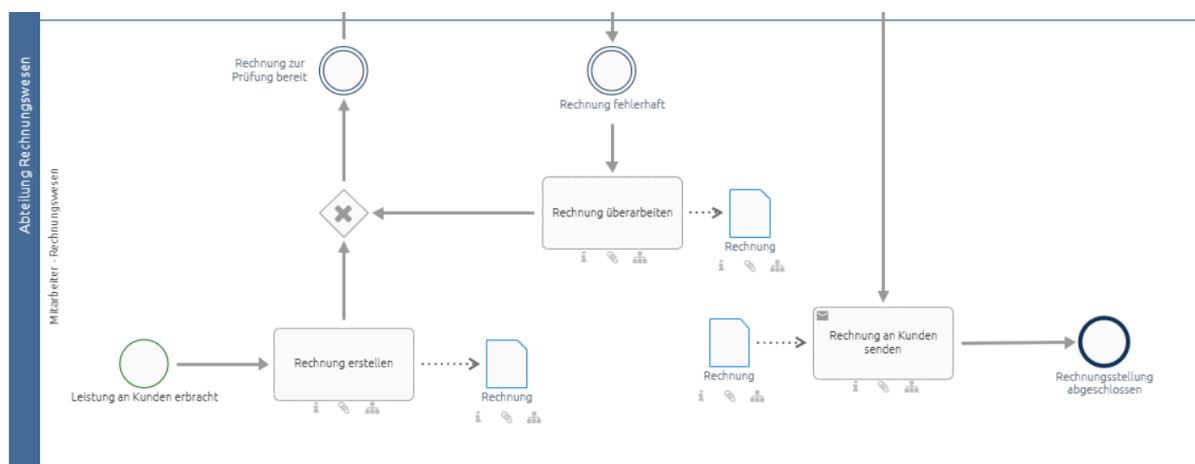 Abteilung Rechnungswesen
Mitarbeiter - Rechnungswesen
Rechnung zur
Prüfung bereit
Rechnung fehlerhaft
Rechnung überarbeiten
Rechnung
Leistung an Kunden erbracht
Rechnung erstellen
Rechnung
Rechnung
Rechnung an Kunden
senden
Rechnungsstellung
abgeschlossen